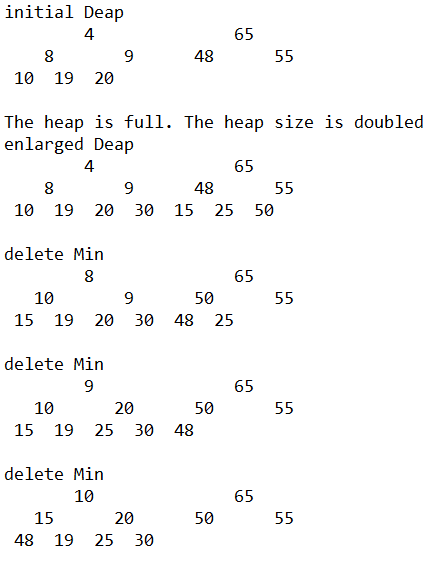 initial Deap
4 65
8 9 48 55
10 19 20
The heap is full. The heap size is doubled
enlarged Deap
4 65
8 9 48 55
10 19 20 30 15 25 50
delete Min
8 65
10 9 50 55
15 19 20 30 48 25
delete Min
9 65
10 20 50 55
15 19 25 30 48
delete Min
10 65
15 20 50 55
48 19 25 30